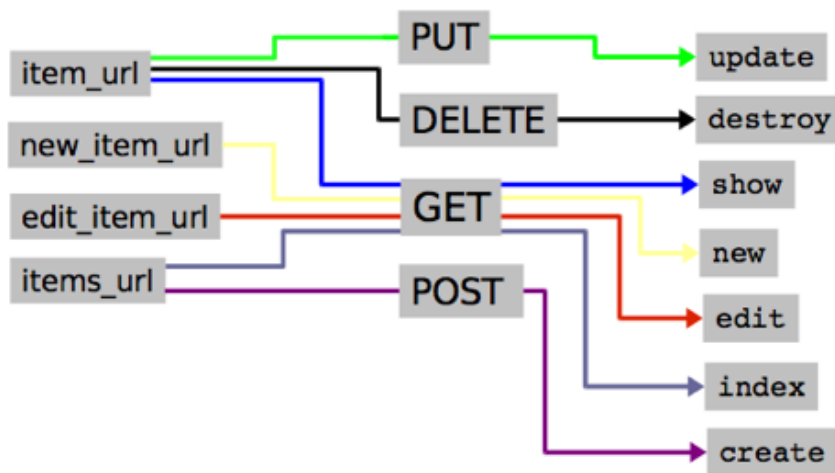 item_url
new_item_url
edit_item_url
items_url
PUT
DELETE
GET
POST
update
destroy
show
new
edit
index
create